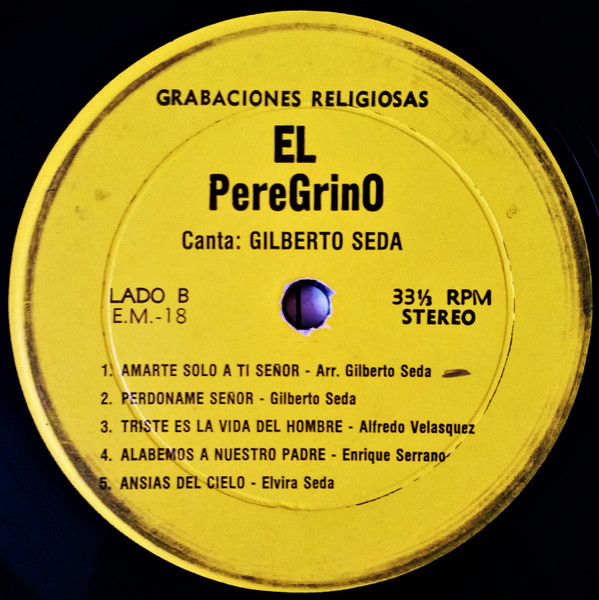 GRABACIONES RELIGIOSAS
EL
PereGrinO
Canta: GILBERTO SEDA
LADO B
E.M.-18
33⅓ RPM
STEREO
1. AMARTE SOLO A TI SEÑOR - Arr. Gilberto Seda
2. PERDONAME SEÑOR - Gilberto Seda
3. TRISTE ES LA VIDA DEL HOMBRE - Alfredo Velasquez
4. ALABEMOS A NUESTRO PADRE - Enrique Serrano
5. ANSIAS DEL CIELO - Elvira Seda